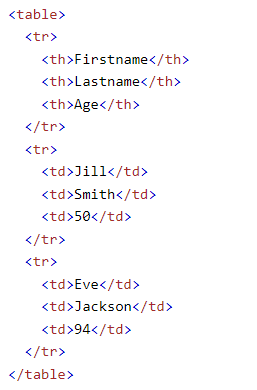 <table>
  <tr>
    <th>Firstname</th>
    <th>Lastname</th>
    <th>Age</th>
  </tr>
  <tr>
    <td>Jill</td>
    <td>Smith</td>
    <td>50</td>
  </tr>
  <tr>
    <td>Eve</td>
    <td>Jackson</td>
    <td>94</td>
  </tr>
</table>